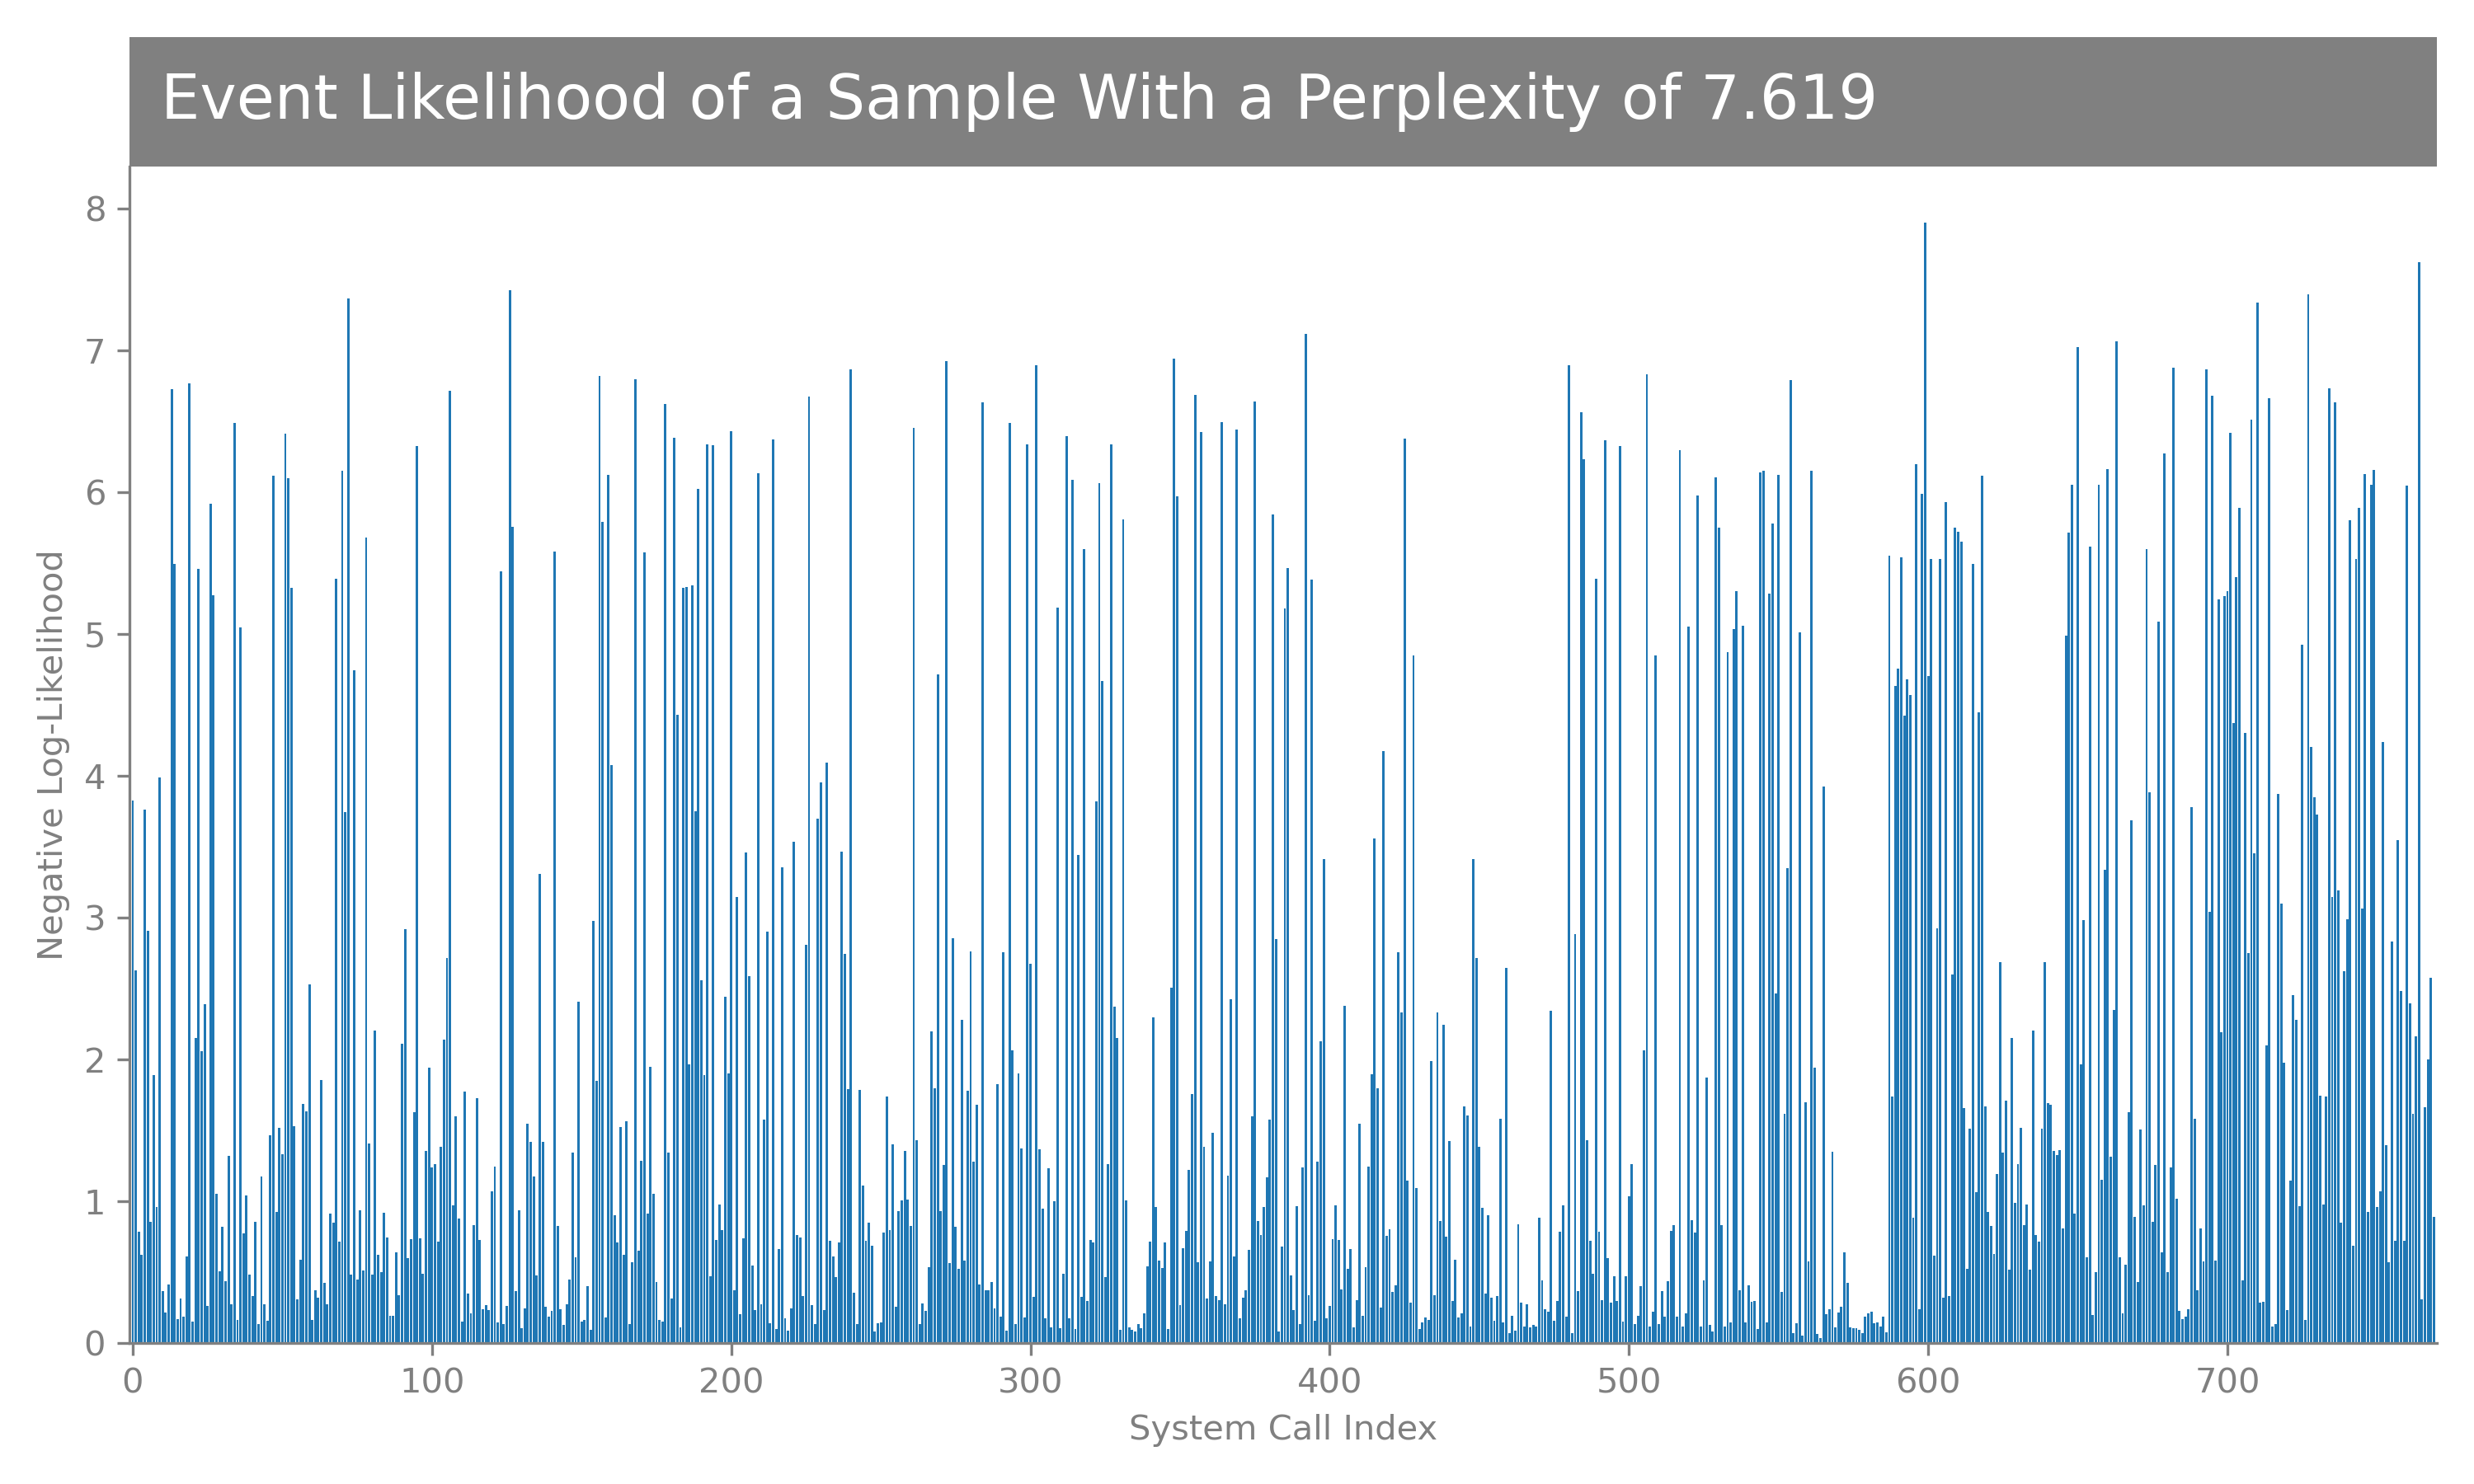 Event Likelihood of a Sample With a Perplexity of 7.619
8
7
6
5
4
3
2
1
0
Negative Log-Likelihood
0 100 200 300 400 500 600 700
System Call Index